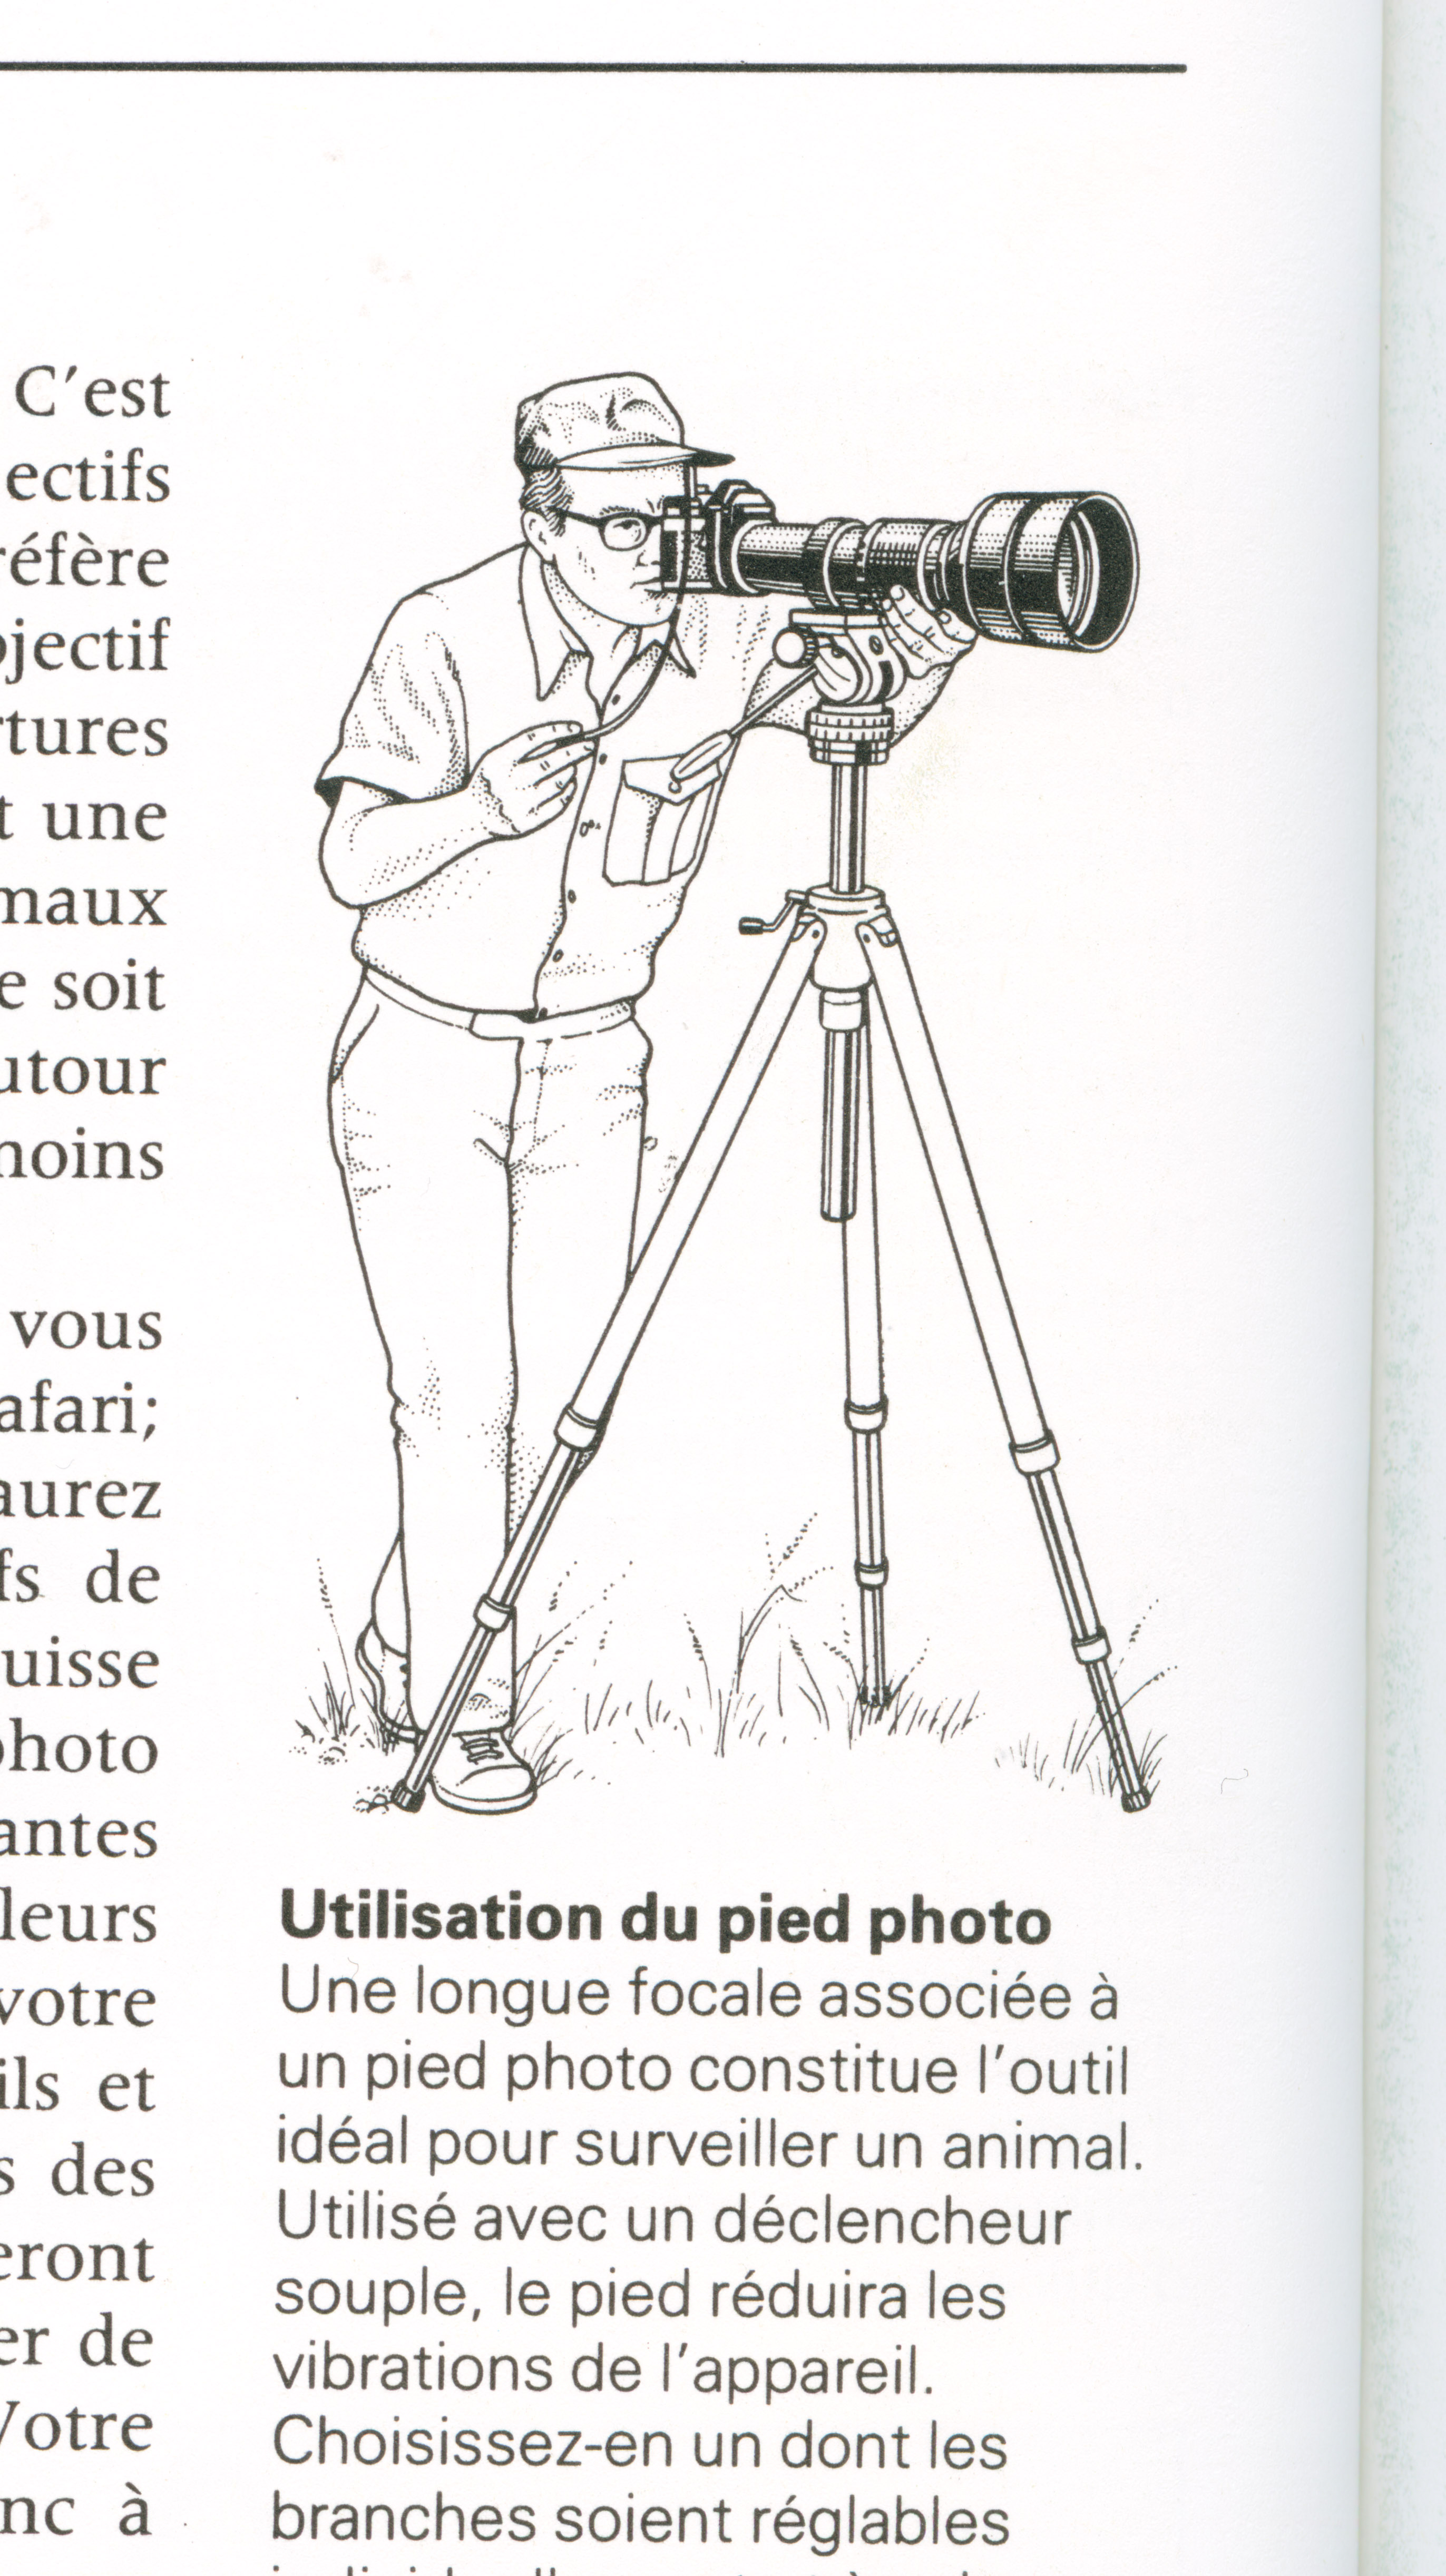 C'est
ectifs
réfère
jectif
rtures
t une
maux
e soit
utour
noins
vous
afari;
aurez
fs de
uisse
photo
antes
leurs
votre
ils et
s des
eront
er de
Votre
nc à
Utilisation du pied photo
Une longue focale associée à
un pied photo constitue l'outil
idéal pour surveiller un animal.
Utilisé avec un déclencheur
souple, le pied réduira les
vibrations de l'appareil.
Choisissez-en un dont les
branches soient réglables